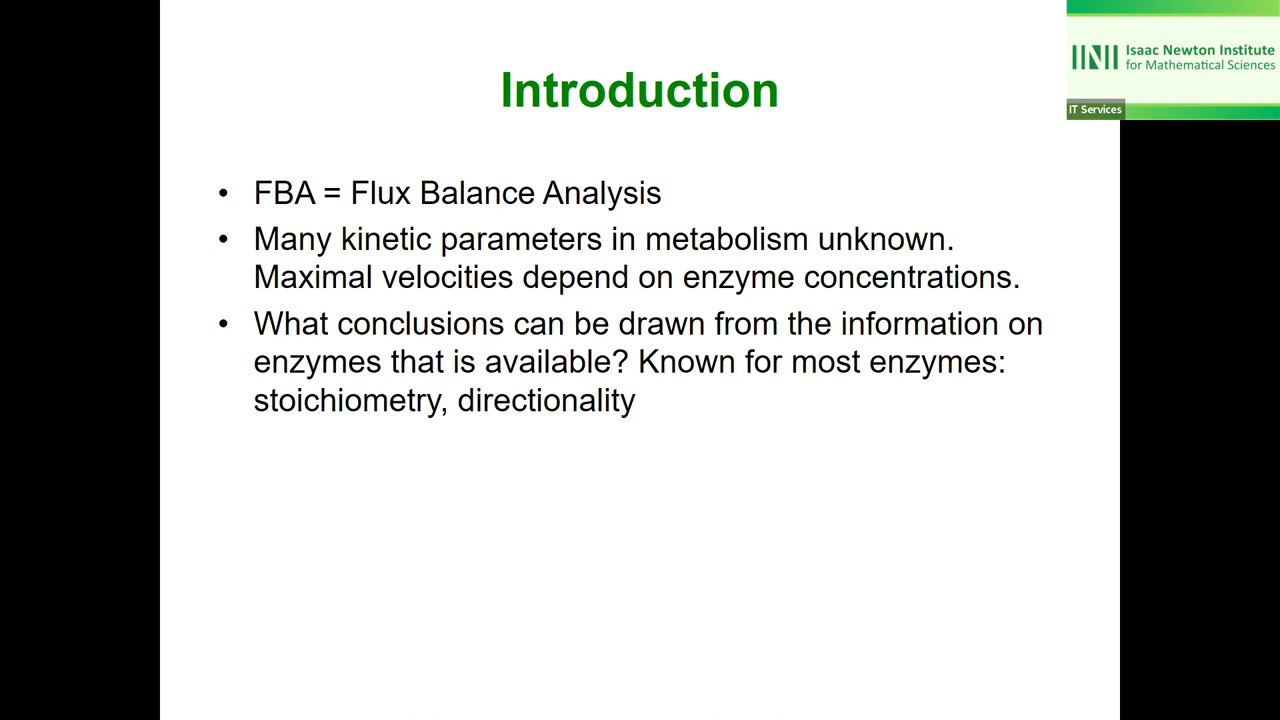 Introduction
• FBA = Flux Balance Analysis
• Many kinetic parameters in metabolism unknown.
Maximal velocities depend on enzyme concentrations.
• What conclusions can be drawn from the information on
enzymes that is available? Known for most enzymes:
stoichiometry, directionality
Isaac Newton Institute
for Mathematical Sciences
IT Services